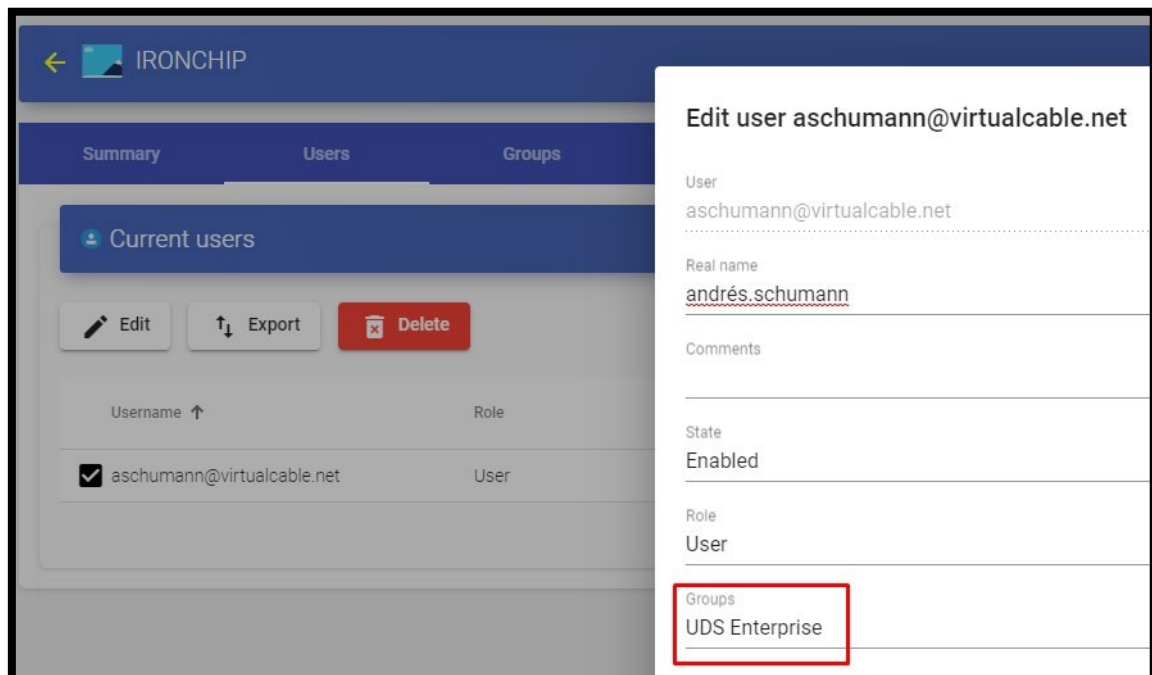 IRONCHIP
Summary Users Groups
Current users
Edit Export Delete
Username Role
aschumann@virtualcable.net User
Edit user aschumann@virtualcable.net
User
aschumann@virtualcable.net
Real name
andrés.schumann
Comments
State
Enabled
Role
User
Groups
UDS Enterprise